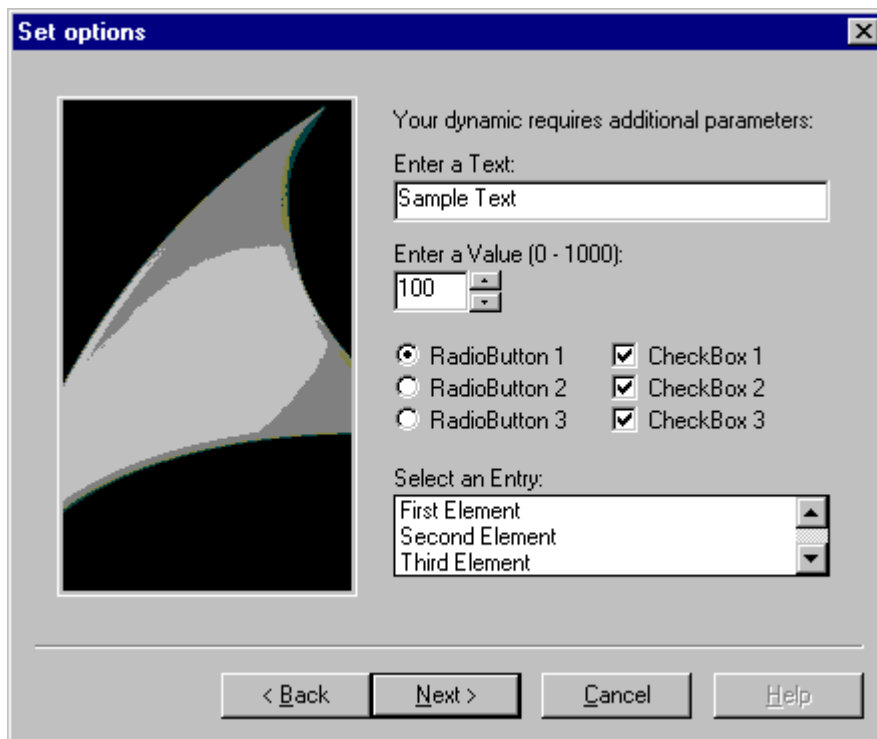 Set options
Your dynamic requires additional parameters:
Enter a Text:
Sample Text
Enter a Value (0 - 1000):
100
RadioButton 1 CheckBox 1
RadioButton 2 CheckBox 2
RadioButton 3 CheckBox 3
Select an Entry:
First Element
Second Element
Third Element
< Back Next > Cancel Help